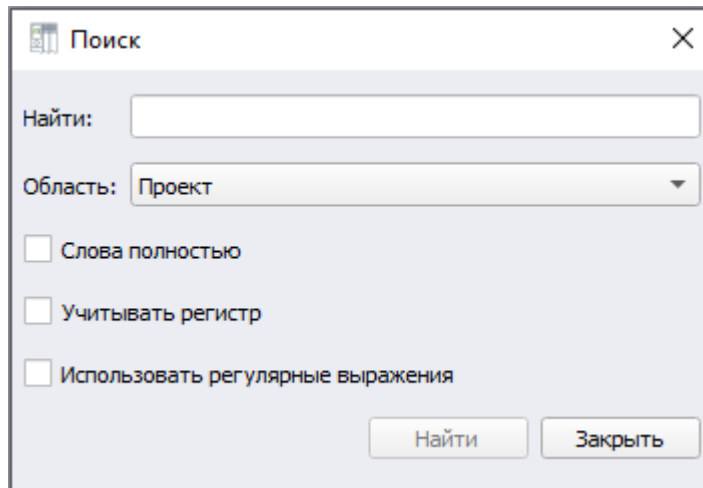 Поиск
Найти:
Область: Проект
Слова полностью
Учитывать регистр
Использовать регулярные выражения
Найти Закрыть